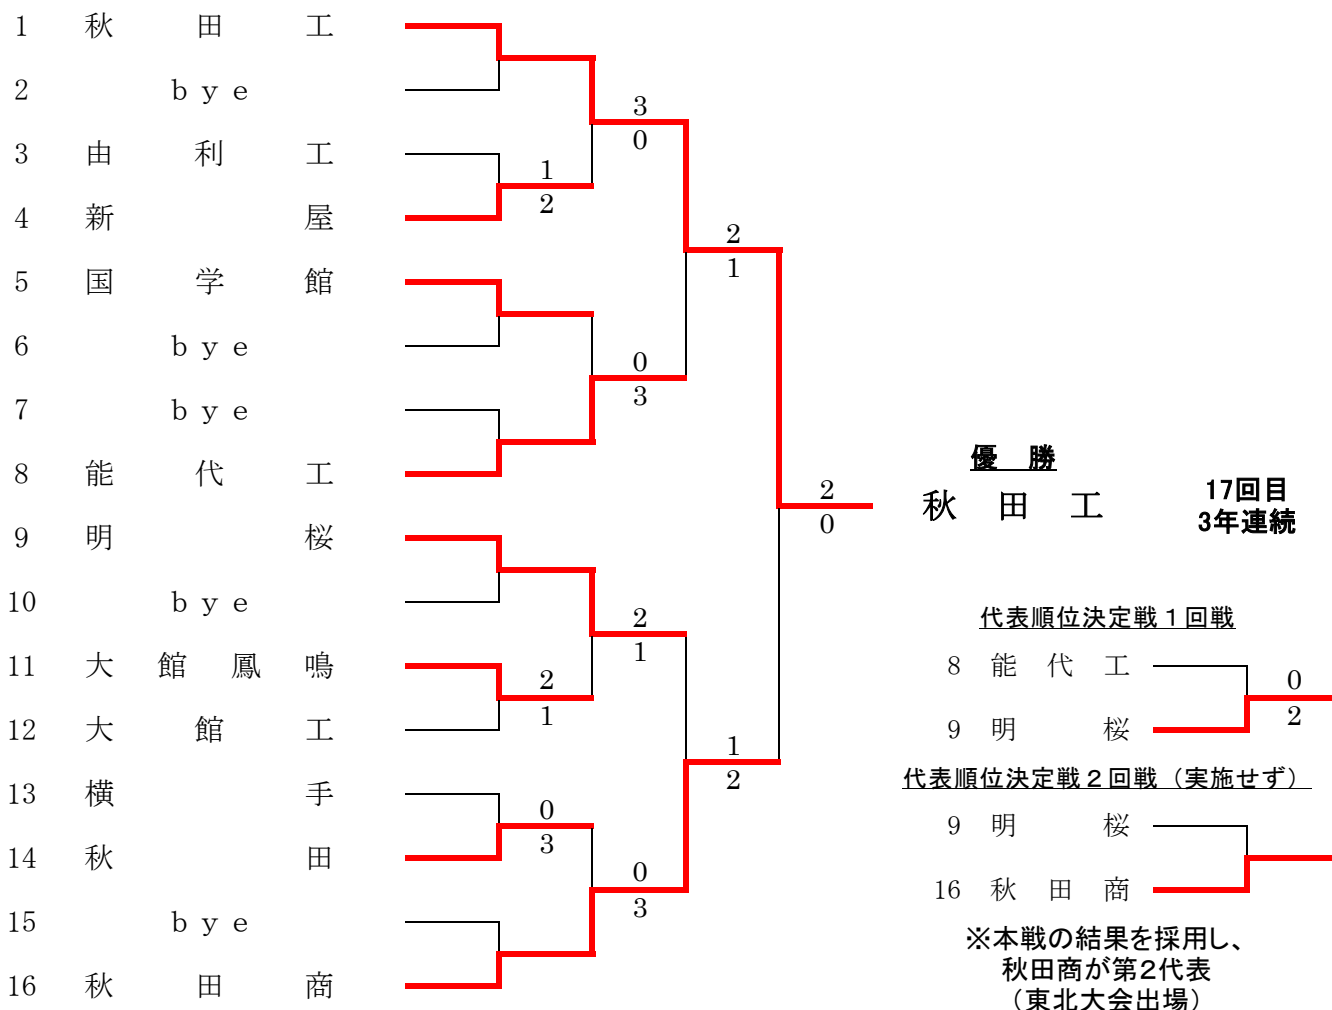 1 秋田工
2 bye
3 由利工
4 新屋
5 国学館
6 bye
7 bye
8 能代工
9 明桜
10 bye
11 大館鳳鳴
12 大館工
13 横手
14 秋田
15 bye
16 秋田商
1
2
2
1
0
3
3
0
0
3
2
1
0
3
2
1
1
2
2
0
優勝
秋田工
17回目
3年連続
代表順位決定戦1回戦
8 能代工
9 明桜
0
2
代表順位決定戦2回戦（実施せず）
9 明桜
16 秋田商
※本戦の結果を採用し、
秋田商が第2代表
（東北大会出場）